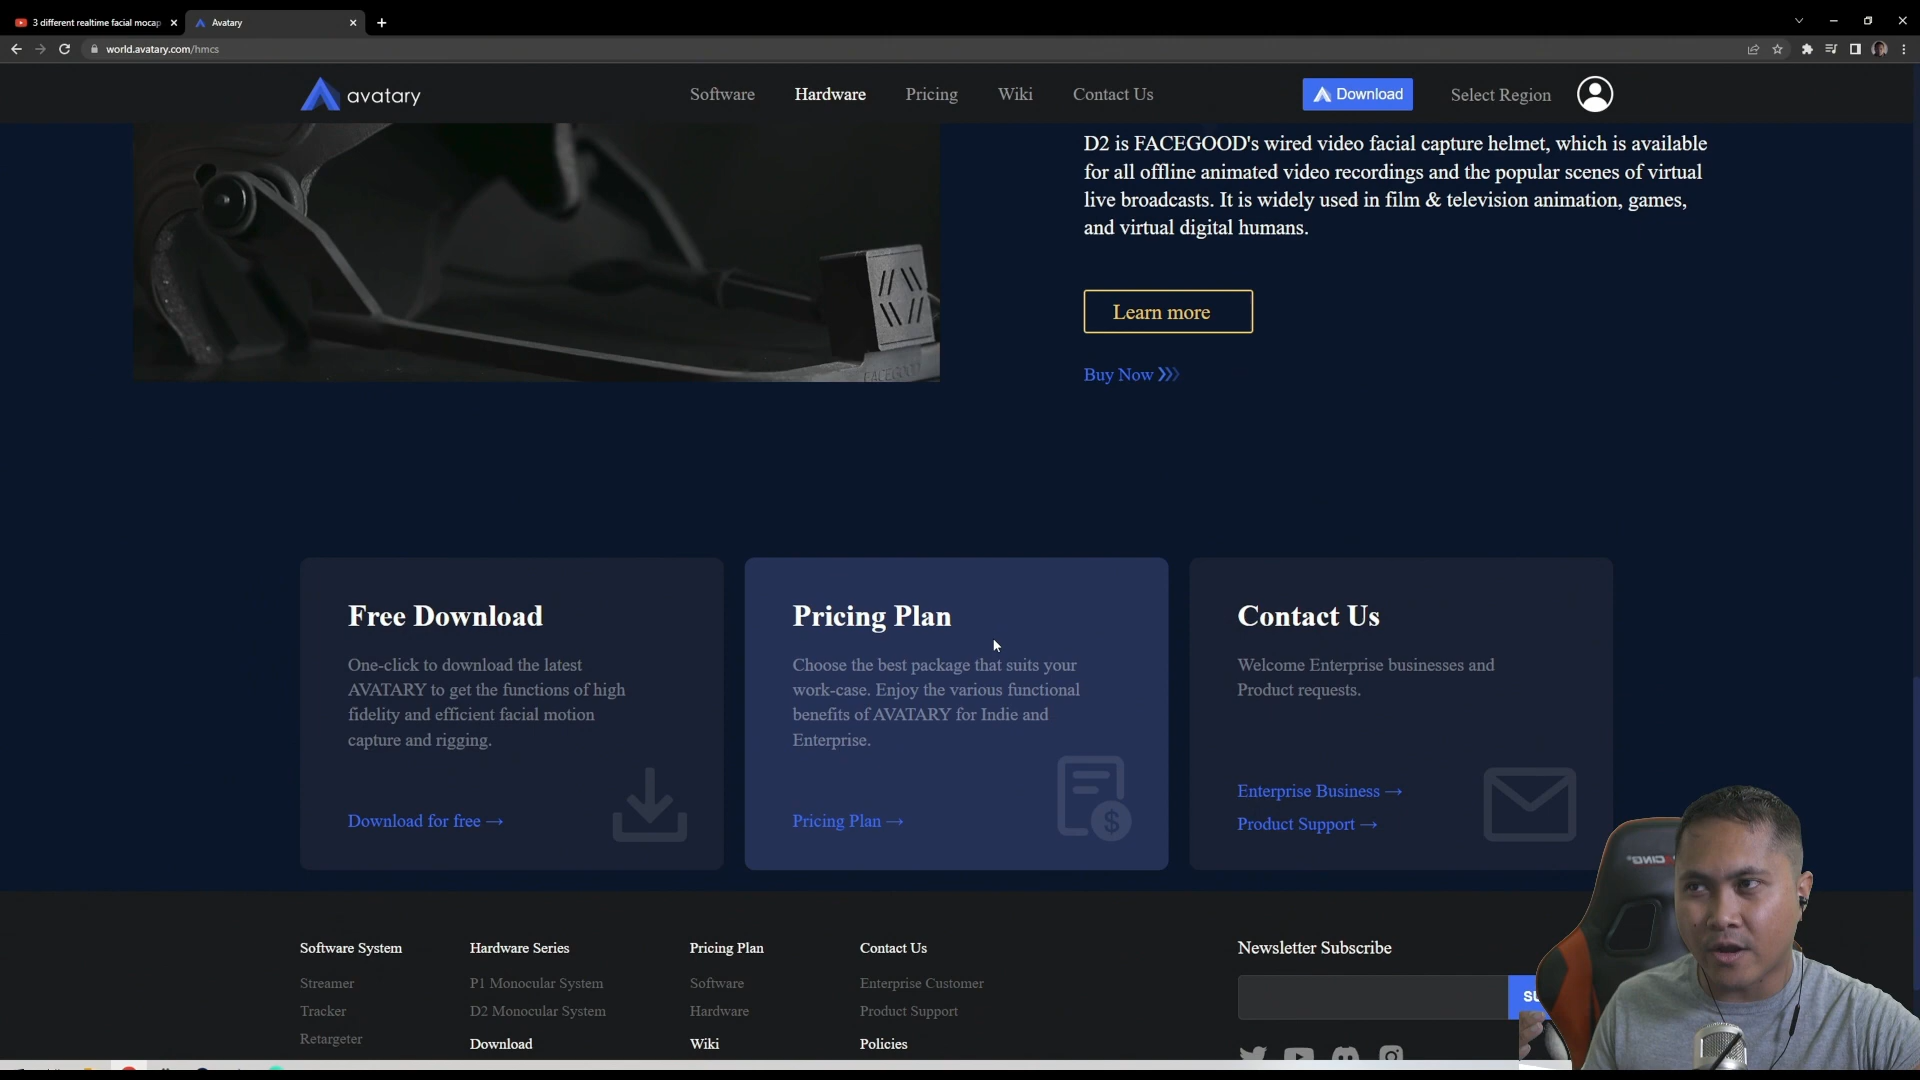 3 different realtime facial mocap
Avatary
world.avatary.com/hmcs
avatary
Software
Hardware
Pricing
Wiki
Contact Us
Download
Select Region
D2 is FACEGOOD's wired video facial capture helmet, which is available
for all offline animated video recordings and the popular scenes of virtual
live broadcasts. It is widely used in film & television animation, games,
and virtual digital humans.
FACEGOOD
Learn more
Buy Now
Free Download
One-click to download the latest
AVATARY to get the functions of high
fidelity and efficient facial motion
capture and rigging.
Download for free →
Pricing Plan
Choose the best package that suits your
work-case. Enjoy the various functional
benefits of AVATARY for Indie and
Enterprise.
Pricing Plan →
Contact Us
Welcome Enterprise businesses and
Product requests.
Enterprise Business →
Product Support →
Software System
Streamer
Tracker
Retargeter
Hardware Series
P1 Monocular System
D2 Monocular System
Download
Pricing Plan
Software
Hardware
Wiki
Contact Us
Enterprise Customer
Product Support
Policies
Newsletter Subscribe